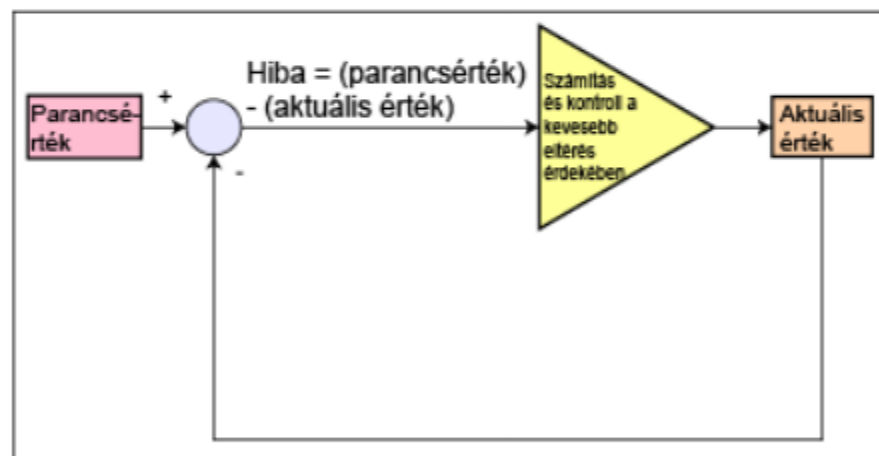 Parancsé-
rték
+
-
Hiba = (parancsérték)
- (aktuális érték)
Számítás
és kontroll a
kevesebb
eltérés
érdekében
Aktuális
érték